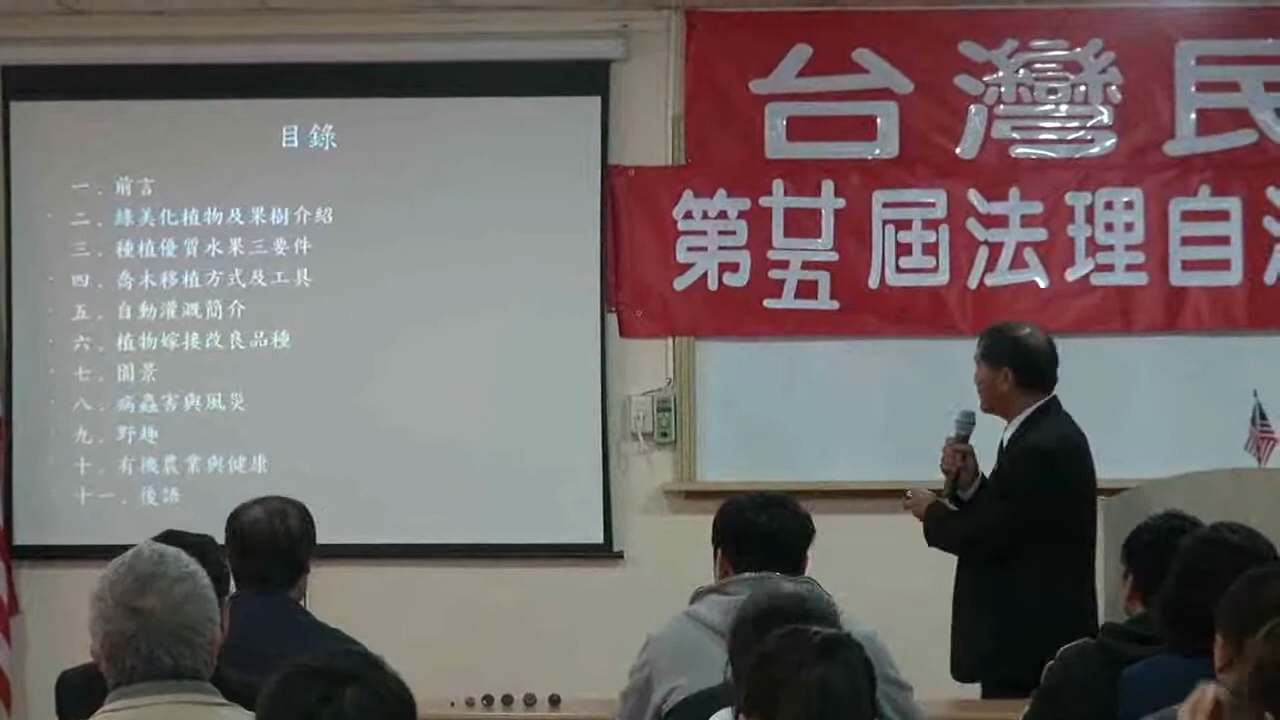 目錄
一．前言
二．綠美化植物及果樹介紹
三．種植優質水果三要件
四．喬木移植方式及工具
五．自動灌溉簡介
六．植物嫁接改良品種
七．園景
八．病蟲害與風災
九．野趣
十．有機農業與健康
十一．後語
台灣民
第廿五屆法理自治